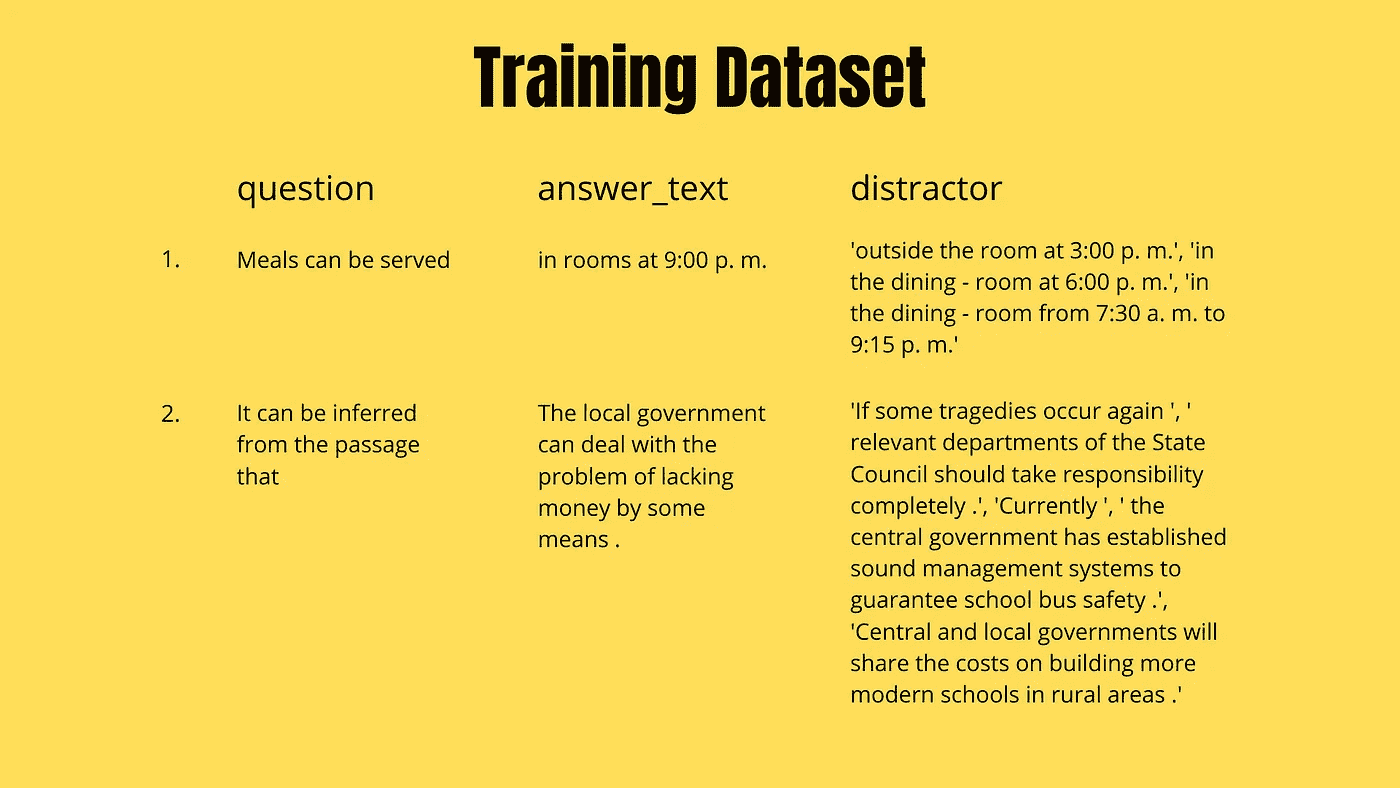 Training Dataset
question answer_text distractor
1. Meals can be served in rooms at 9:00 p. m.
'outside the room at 3:00 p. m.', 'in
the dining - room at 6:00 p. m.', 'in
the dining - room from 7:30 a. m. to
9:15 p. m.'
2.
It can be inferred
from the passage
that
The local government
can deal with the
problem of lacking
money by some
means .
'If some tragedies occur again ', '
relevant departments of the State
Council should take responsibility
completely .', 'Currently ', ' the
central government has established
sound management systems to
guarantee school bus safety .',
'Central and local governments will
share the costs on building more
modern schools in rural areas .'